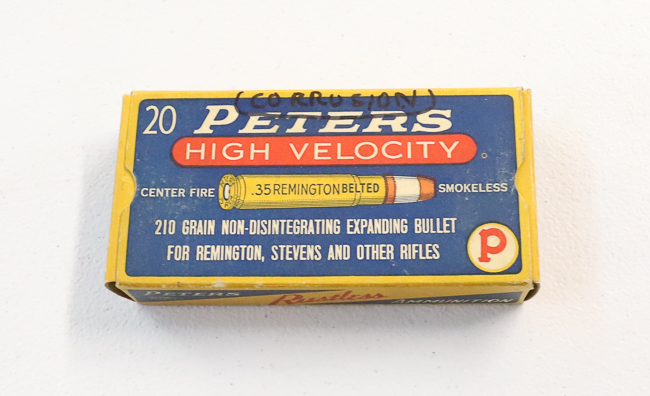 (CORROSION)
20 PETERS
HIGH VELOCITY
CENTER FIRE .35 REMINGTON BELTED SMOKELESS
210 GRAIN NON-DISINTEGRATING EXPANDING BULLET
FOR REMINGTON, STEVENS AND OTHER RIFLES
P
PETERS Rustless AMMUNITION